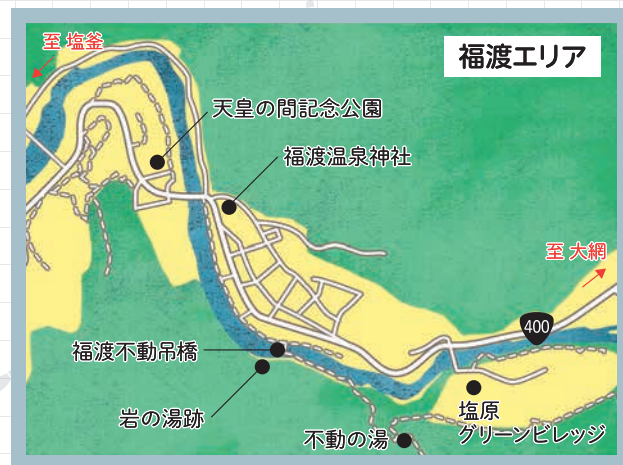 至 塩釜
福渡エリア
天皇の間記念公園
福渡温泉神社
至 大網
400
福渡不動吊橋
岩の湯跡
不動の湯
塩原
グリーンビレッジ